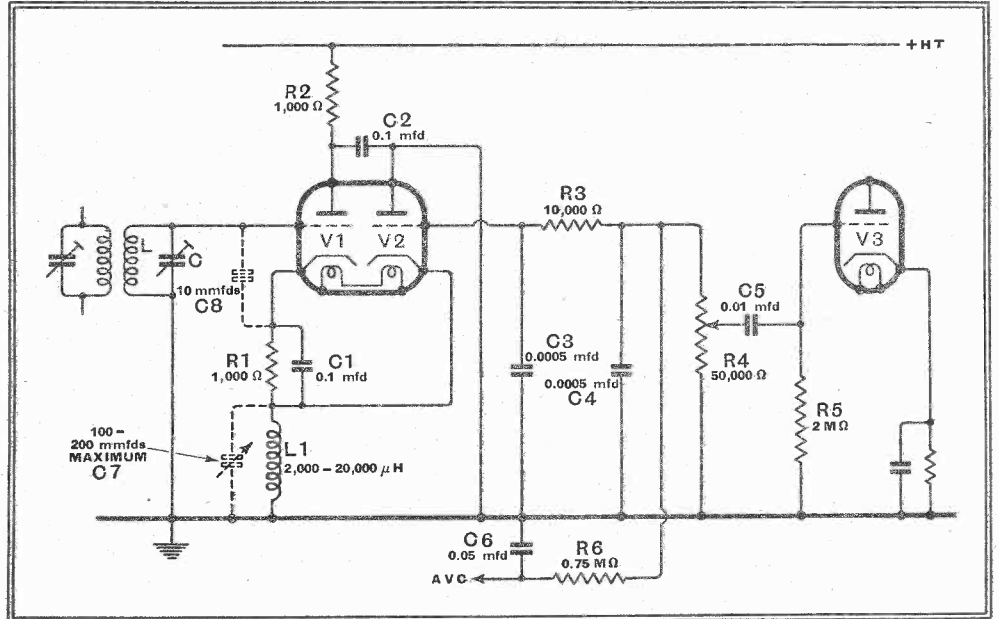 +HT
R2
1,000 Ω
C2
0.1 mfd
R3
10,000 Ω
L
C
V1
V2
V3
10 mmfds
C8
C5
0.01 mfd
R1
1,000 Ω
C1
0.1 mfd
C3
0.0005 mfd
0.0005 mfd
C4
R4
50,000 Ω
R5
2 MΩ
100–
200 mmfds
MAXIMUM
C7
L1
2,000–20,000 μH
C6
0.05 mfd
R6
0.75 MΩ
AVC